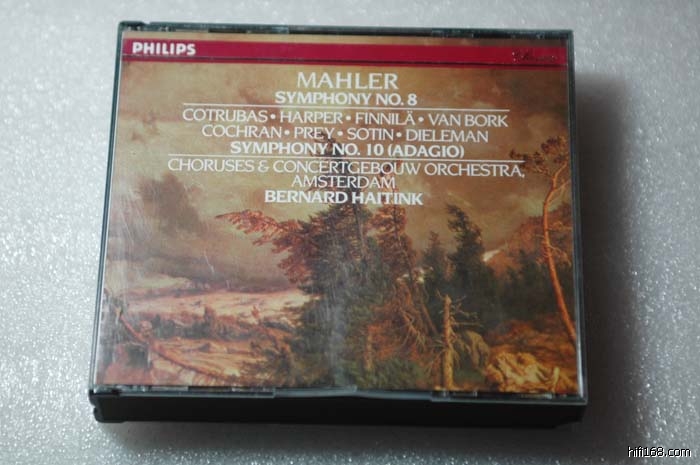 PHILIPS
MAHLER
SYMPHONY NO. 8
COTRUBAS • HARPER • FINNILÄ • VAN BORK
COCHRAN • PREY • SOTIN • DIELEMAN
SYMPHONY NO. 10 (ADAGIO)
CHORUSES & CONCERTGEBOUW ORCHESTRA,
AMSTERDAM
BERNARD HAITINK
hifi168.com